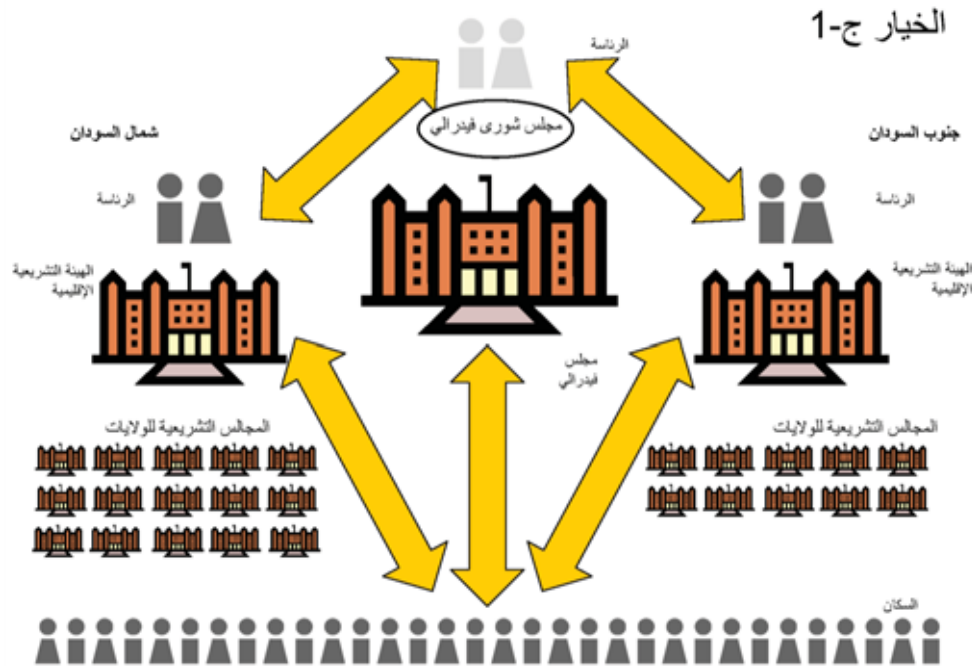 الخيار ج-1
الرئاسة
مجلس شورى فيدرالي
جنوب السودان
شمال السودان
الرئاسة
الرئاسة
الهيئة التشريعية
الإقليمية
الهيئة التشريعية
الإقليمية
مجلس
فيدرالي
المجالس التشريعية للولايات
المجالس التشريعية للولايات
السكان